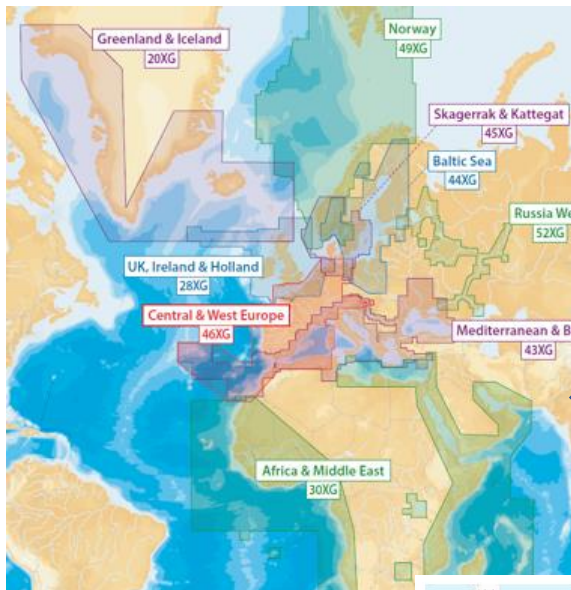 Greenland & Iceland
20XG
Norway
49XG
Skagerrak & Kattegat
45XG
Baltic Sea
44XG
Russia We
52XG
UK, Ireland & Holland
28XG
Central & West Europe
46XG
Mediterranean & B
43XG
Africa & Middle East
30XG